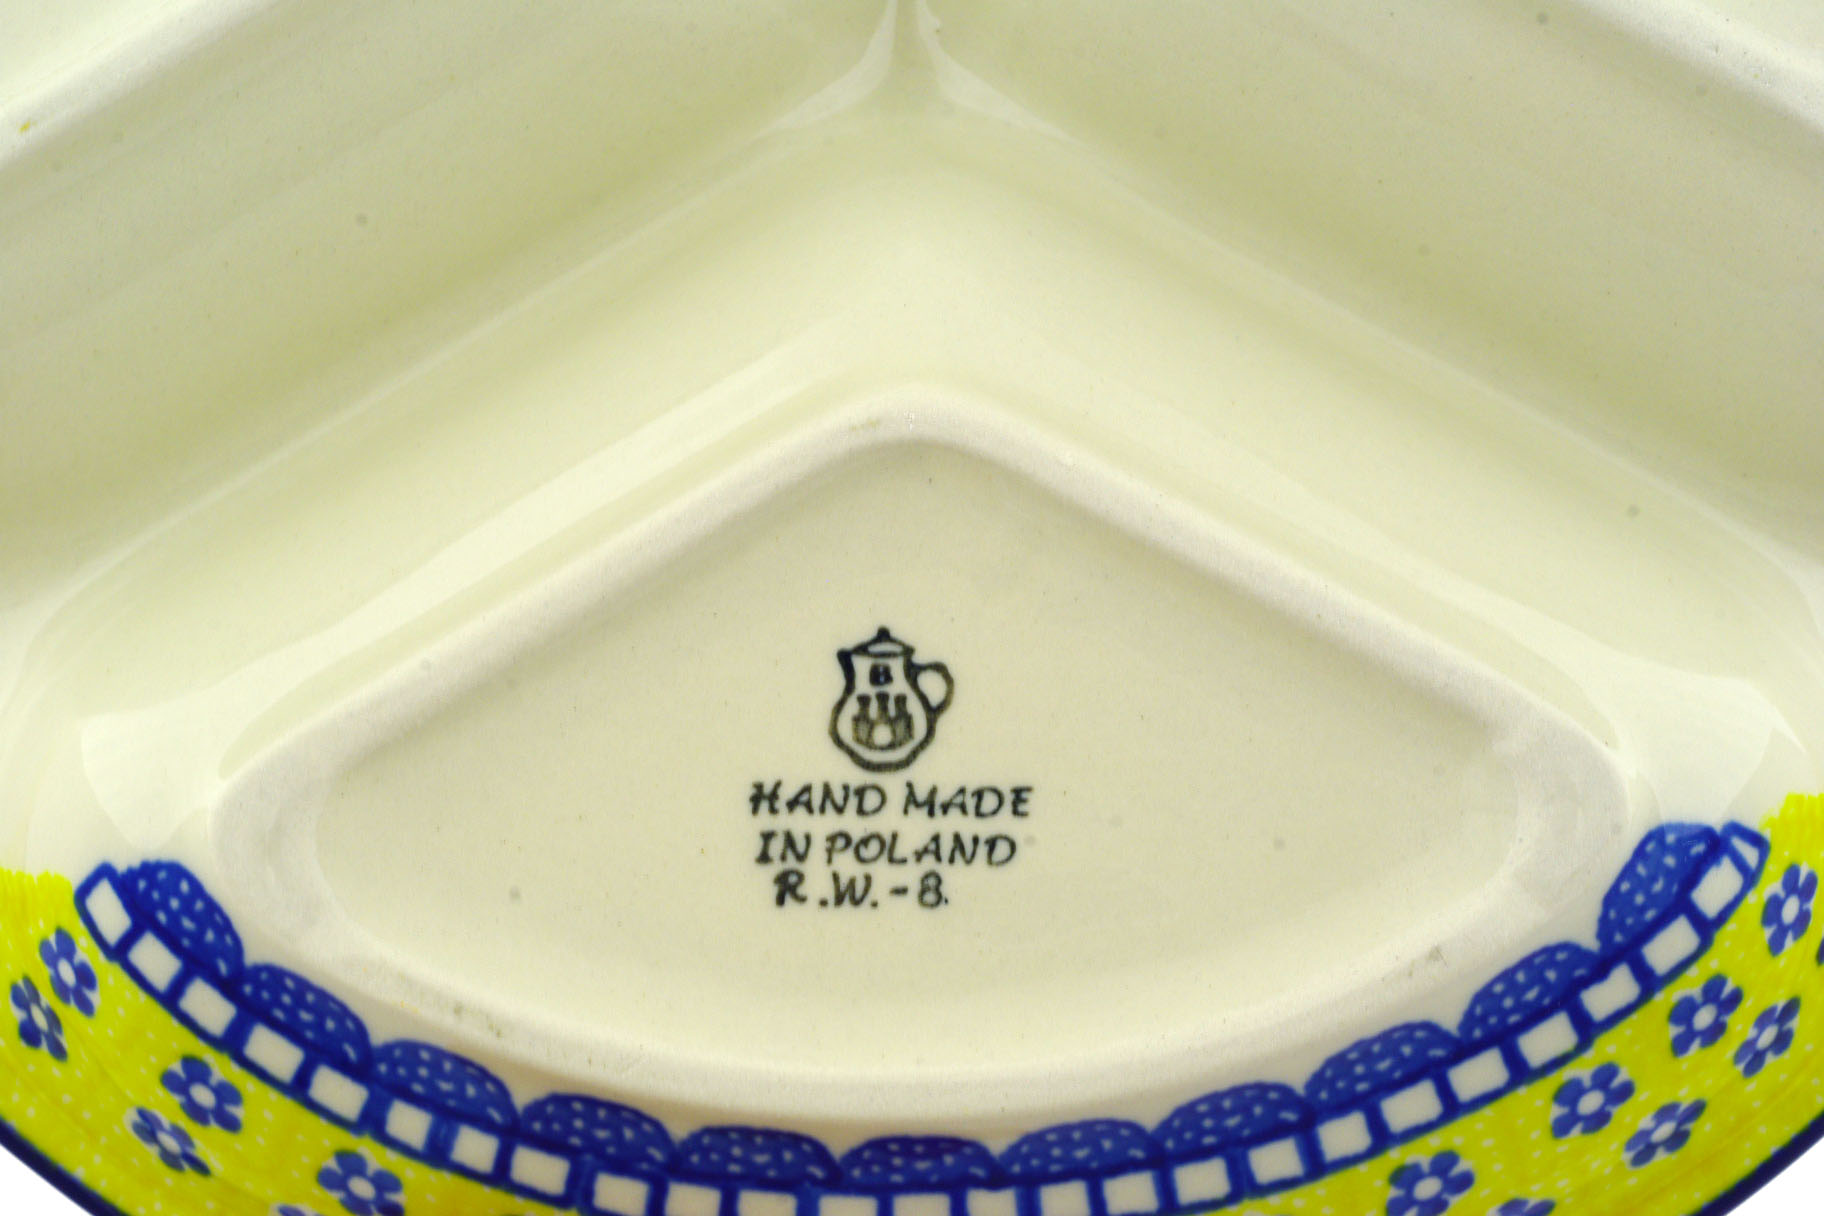 B
HAND MADE
IN POLAND
R.W.-8.